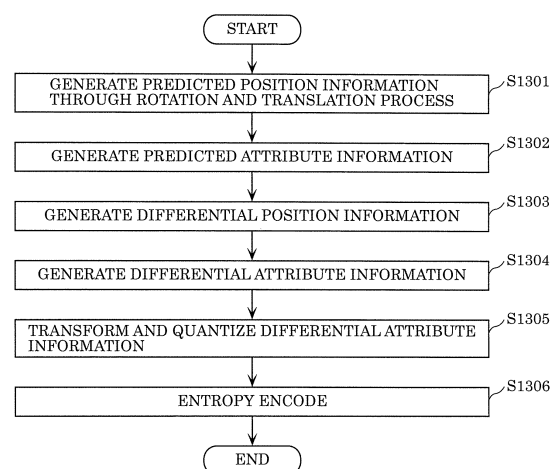 START
GENERATE PREDICTED POSITION INFORMATION
THROUGH ROTATION AND TRANSLATION PROCESS
S1301
GENERATE PREDICTED ATTRIBUTE INFORMATION
S1302
GENERATE DIFFERENTIAL POSITION INFORMATION
S1303
GENERATE DIFFERENTIAL ATTRIBUTE INFORMATION
S1304
TRANSFORM AND QUANTIZE DIFFERENTIAL ATTRIBUTE
INFORMATION
S1305
ENTROPY ENCODE
S1306
END